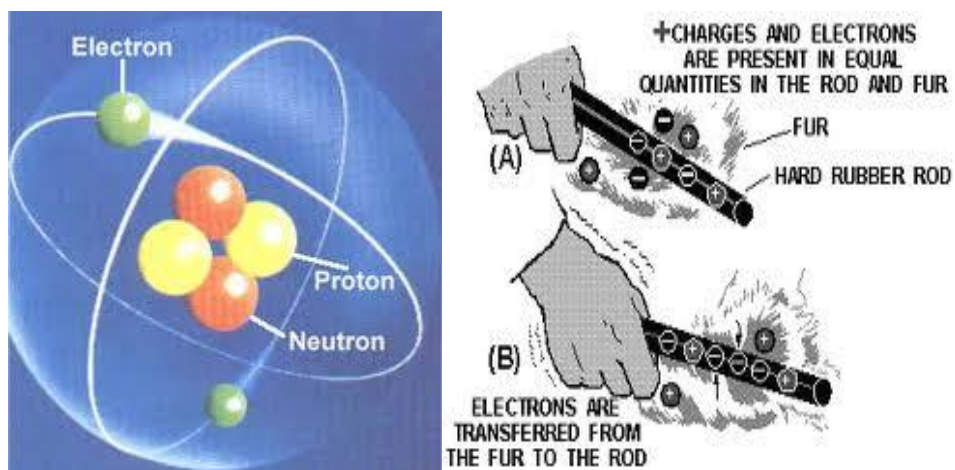 Electron
Proton
Neutron
+CHARGES AND ELECTRONS
ARE PRESENT IN EQUAL
QUANTITIES IN THE ROD AND FUR
FUR
(A)
HARD RUBBER ROD
(B)
ELECTRONS ARE
TRANSFERRED FROM
THE FUR TO THE ROD